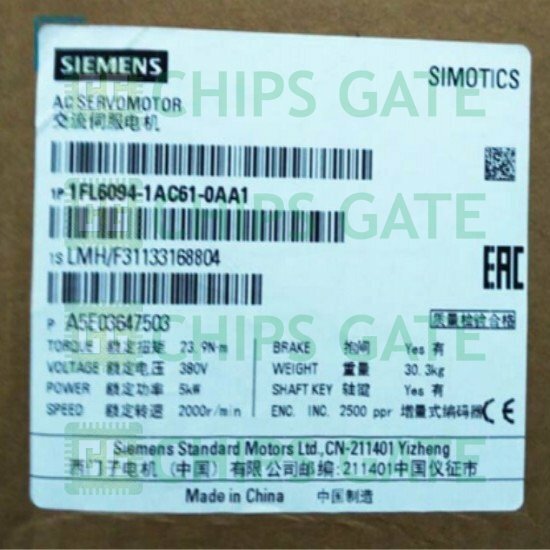 SIEMENS
SIMOTICS
AC SERVOMOTOR
交流伺服电机
CHIPS GATE
1P 1FL6094-1AC61-0AA1
1S LMH/F31133168804
EAC
P A5E03647503
质量检验合格
TORQUE 额定扭矩 23.9N·m BRAKE 抱闸 Yes 有
VOLTAGE 额定电压 380V WEIGHT 重量 30.3kg
POWER 额定功率 5kW SHAFT KEY 轴键 Yes 有
SPEED 额定转速 2000r/min ENC. INC. 2500 ppr 增量式编码器 CE
Siemens Standard Motors Ltd.,CN-211401 Yizheng
西门子电机（中国）有限公司邮编:211401中国仪征市
Made in China 中国制造
CHIPS GATE
CHIPS GATE
CHIPS GATE
CHIPS GATE